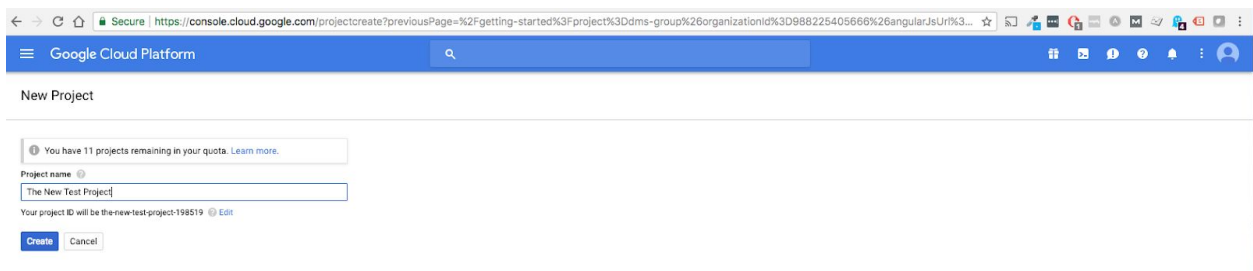 Secure | https://console.cloud.google.com/projectcreate?previousPage=%2Fgetting-started%3Fproject%3Ddms-group%26organizationId%3D988225405666%26angularJsUrl%3...
Google Cloud Platform
New Project
You have 11 projects remaining in your quota. Learn more.
Project name
The New Test Project
Your project ID will be the-new-test-project-198519 Edit
Create Cancel